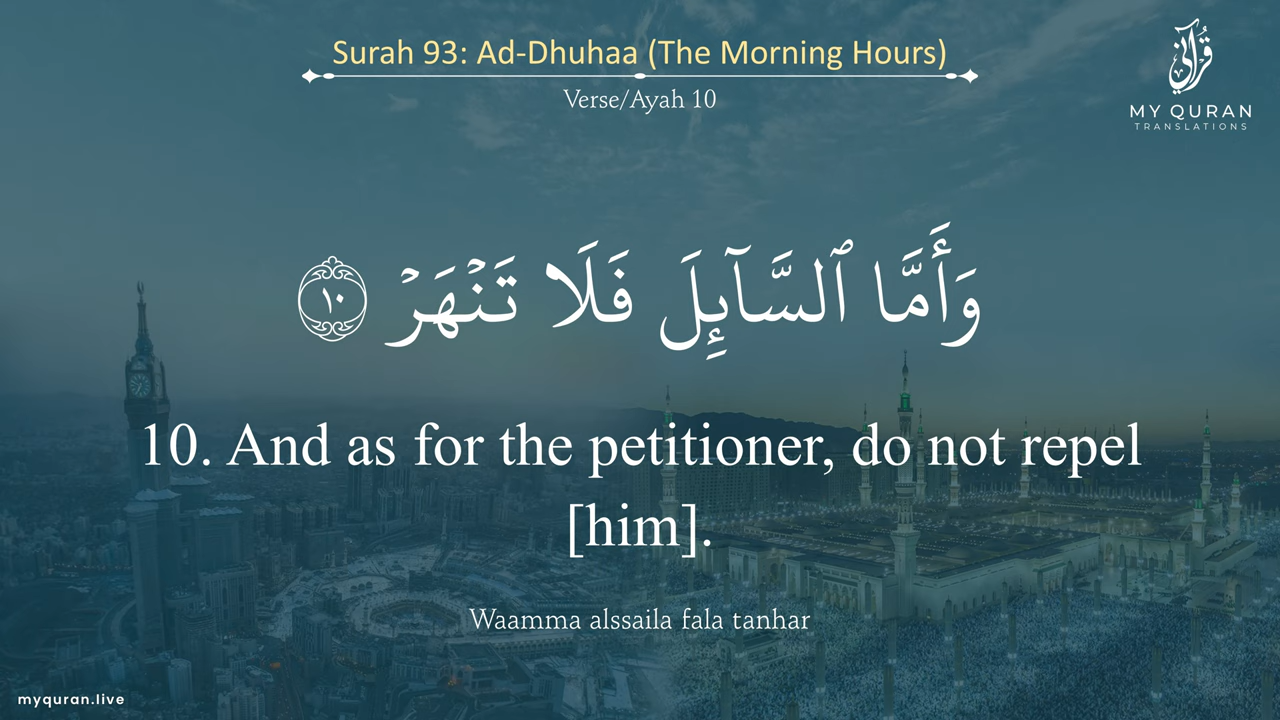 Surah 93: Ad-Dhuhaa (The Morning Hours)
Verse/Ayah 10
قرآني
MY QURAN
TRANSLATIONS
وَأَمَّا ٱلسَّآئِلَ فَلَا تَنۡهَرۡ ١٠
10. And as for the petitioner, do not repel
[him].
Waamma alssaila fala tanhar
myquran.live